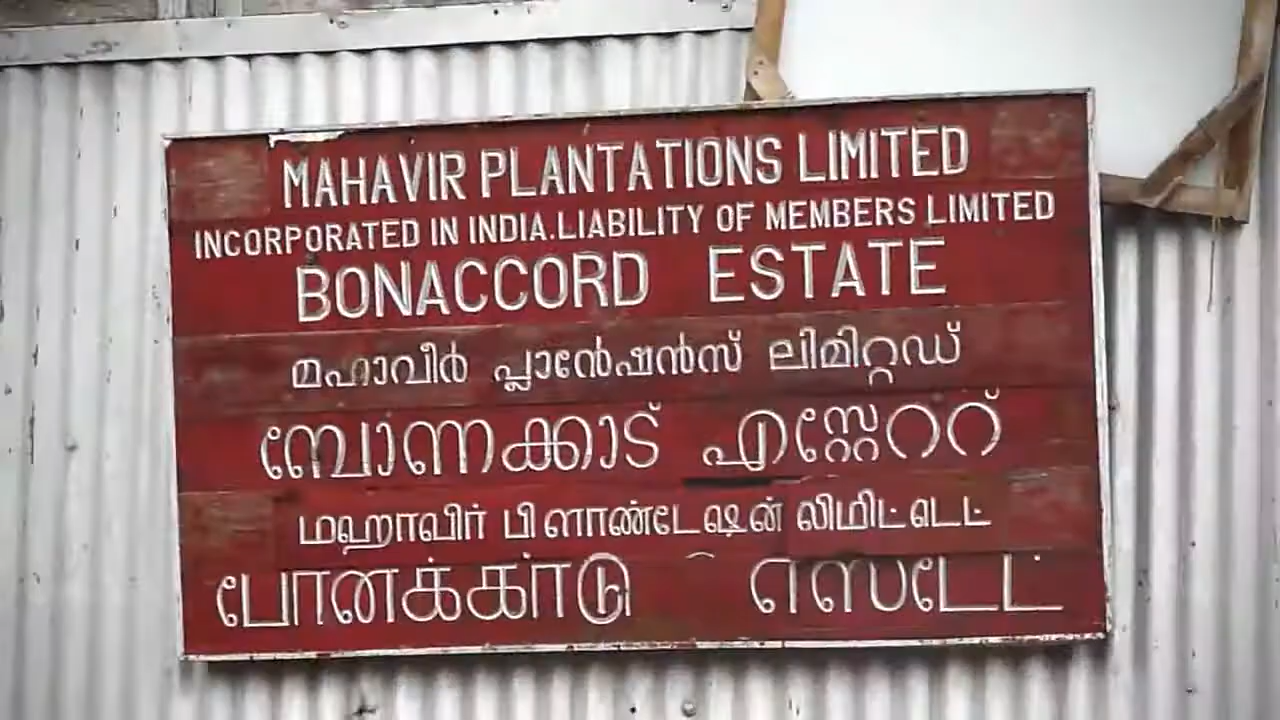 MAHAVIR PLANTATIONS LIMITED
INCORPORATED IN INDIA.LIABILITY OF MEMBERS LIMITED
BONACCORD ESTATE
മഹാവീർ പ്ലാൻേഷൻസ് ലിമിറ്റഡ്
ബോണക്കാട് എസ്റ്റേററ്
மஹாவீர் பிளாண்டேஷன் லிமிட்டெட்
போனக்காடு எஸடேட்